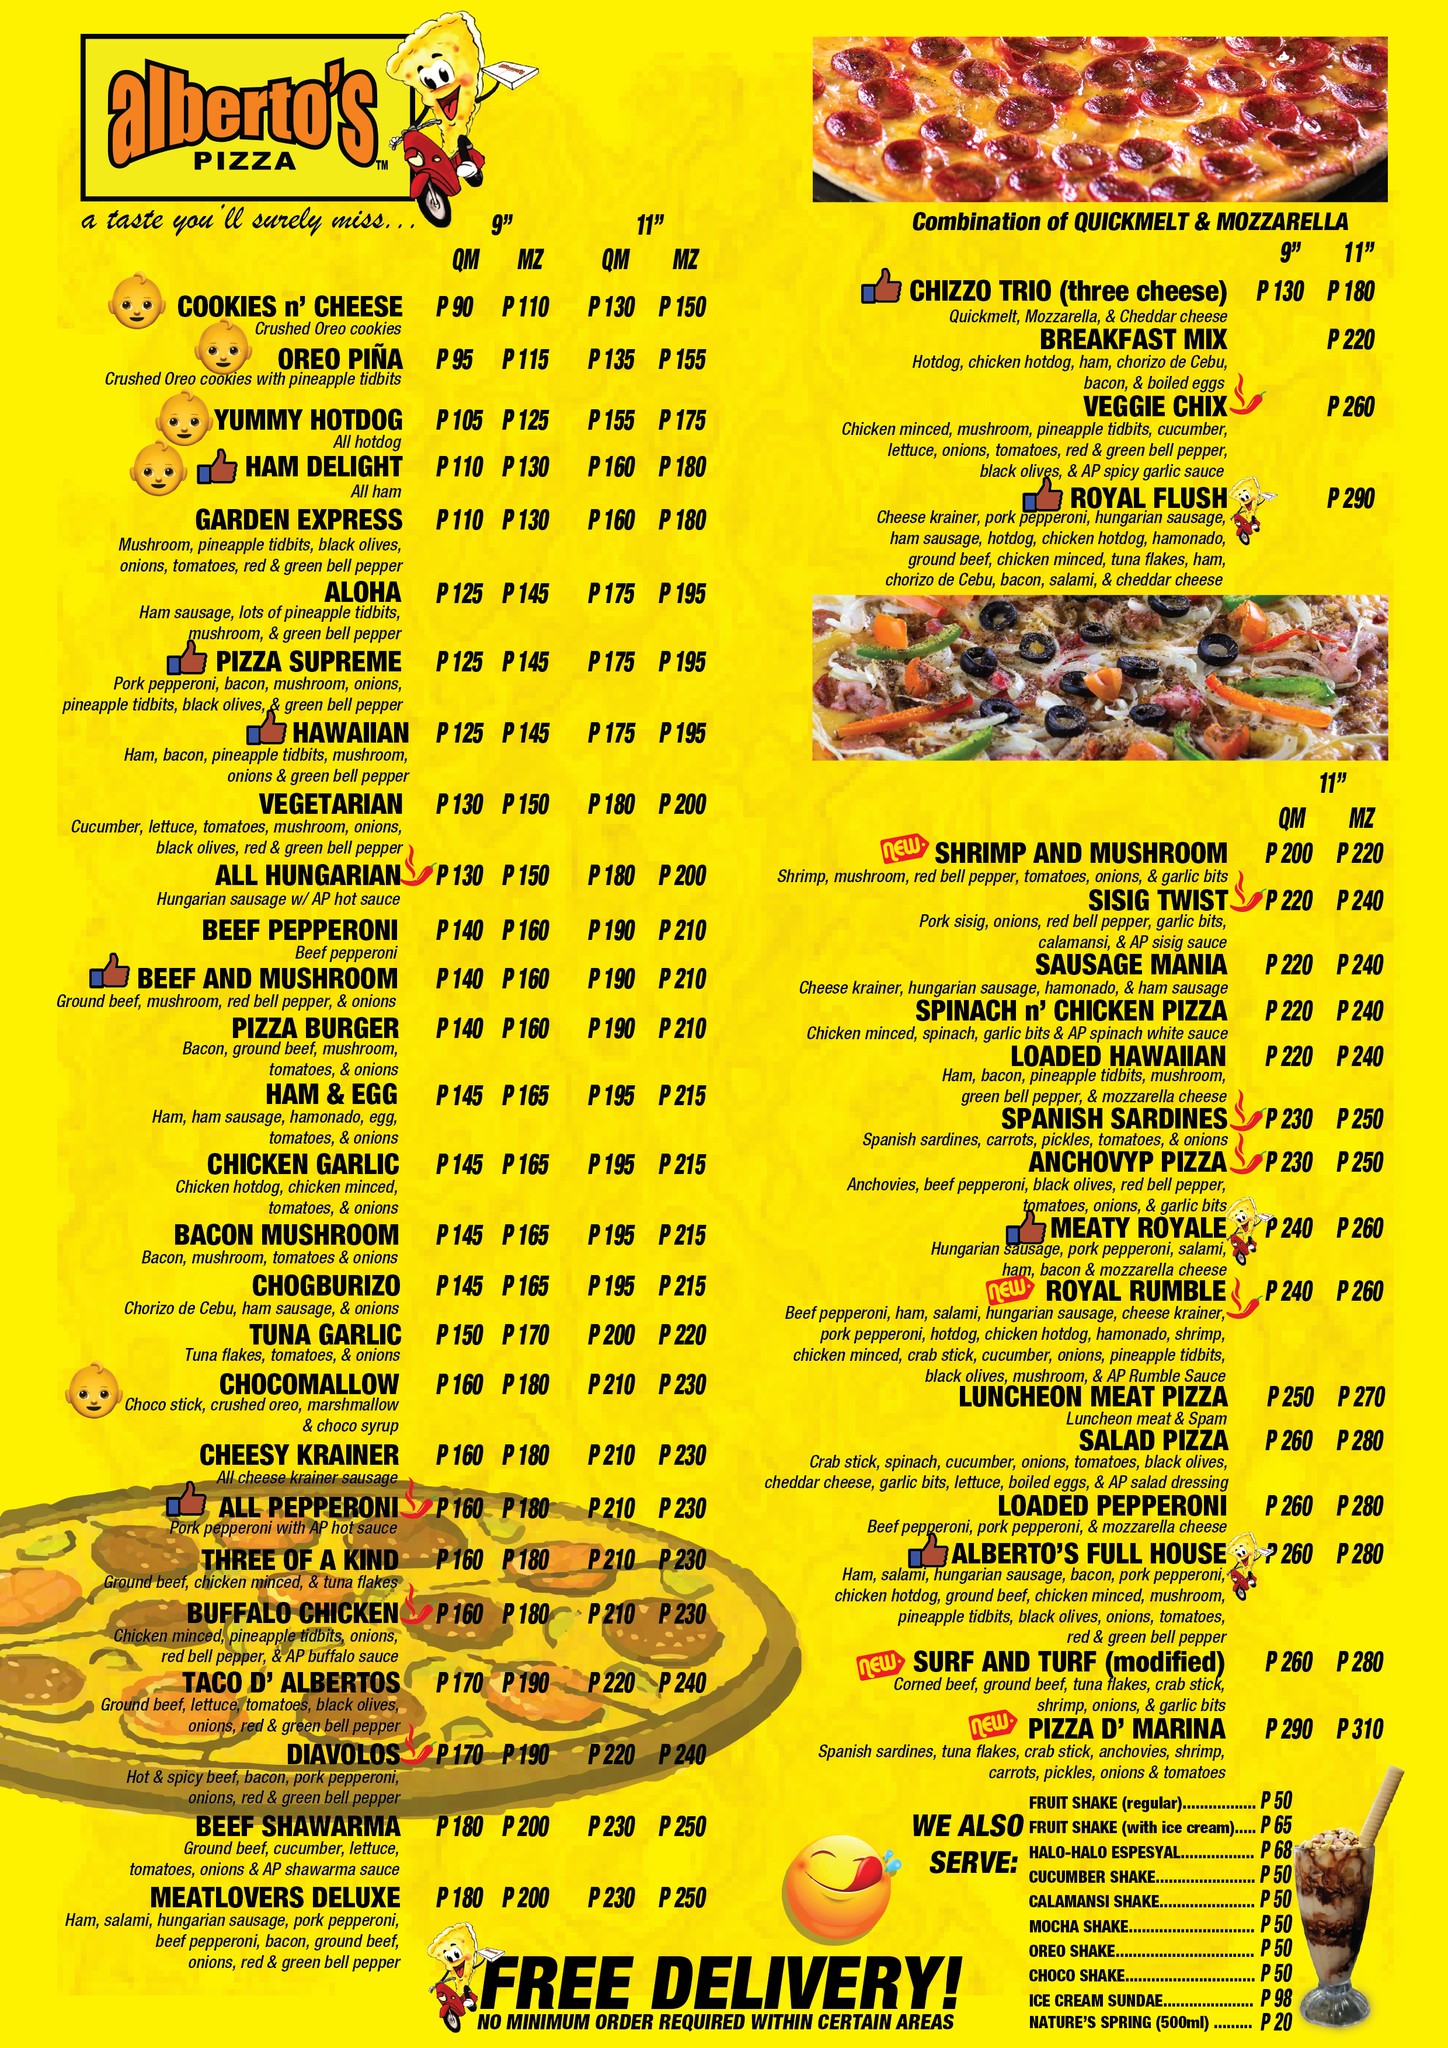 alberto's
PIZZA
TM
a taste you'll surely miss...
9" 11"
QM MZ QM MZ
COOKIES n' CHEESE P 90 P 110 P 130 P 150
Crushed Oreo cookies
OREO PIÑA P 95 P 115 P 135 P 155
Crushed Oreo cookies with pineapple tidbits
YUMMY HOTDOG P 105 P 125 P 155 P 175
All hotdog
HAM DELIGHT P 110 P 130 P 160 P 180
All ham
GARDEN EXPRESS P 110 P 130 P 160 P 180
Mushroom, pineapple tidbits, black olives,
onions, tomatoes, red & green bell pepper
ALOHA P 125 P 145 P 175 P 195
Ham sausage, lots of pineapple tidbits,
mushroom, & green bell pepper
PIZZA SUPREME P 125 P 145 P 175 P 195
Pork pepperoni, bacon, mushroom, onions,
pineapple tidbits, black olives, & green bell pepper
HAWAIIAN P 125 P 145 P 175 P 195
Ham, bacon, pineapple tidbits, mushroom,
onions & green bell pepper
VEGETARIAN P 130 P 150 P 180 P 200
Cucumber, lettuce, tomatoes, mushroom, onions,
black olives, red & green bell pepper
ALL HUNGARIAN P 130 P 150 P 180 P 200
Hungarian sausage w/ AP hot sauce
BEEF PEPPERONI P 140 P 160 P 190 P 210
Beef pepperoni
BEEF AND MUSHROOM P 140 P 160 P 190 P 210
Ground beef, mushroom, red bell pepper, & onions
PIZZA BURGER P 140 P 160 P 190 P 210
Bacon, ground beef, mushroom,
tomatoes, & onions
HAM & EGG P 145 P 165 P 195 P 215
Ham, ham sausage, hamonado, egg,
tomatoes, & onions
CHICKEN GARLIC P 145 P 165 P 195 P 215
Chicken hotdog, chicken minced,
tomatoes, & onions
BACON MUSHROOM P 145 P 165 P 195 P 215
Bacon, mushroom, tomatoes & onions
CHOGBURIZO P 145 P 165 P 195 P 215
Chorizo de Cebu, ham sausage, & onions
TUNA GARLIC P 150 P 170 P 200 P 220
Tuna flakes, tomatoes, & onions
CHOCOMALLOW P 160 P 180 P 210 P 230
Choco stick, crushed oreo, marshmallow
& choco syrup
CHEESY KRAINER P 160 P 180 P 210 P 230
All cheese krainer sausage
ALL PEPPERONI P 160 P 180 P 210 P 230
Pork pepperoni with AP hot sauce
THREE OF A KIND P 160 P 180 P 210 P 230
Ground beef, chicken minced, & tuna flakes
BUFFALO CHICKEN P 160 P 180 P 210 P 230
Chicken minced, pineapple tidbits, onions,
red bell pepper, & AP buffalo sauce
TACO D' ALBERTOS P 170 P 190 P 220 P 240
Ground beef, lettuce, tomatoes, black olives,
onions, red & green bell pepper
DIAVOLOS P 170 P 190 P 220 P 240
Hot & spicy beef, bacon, pork pepperoni,
onions, red & green bell pepper
BEEF SHAWARMA P 180 P 200 P 230 P 250
Ground beef, cucumber, lettuce,
tomatoes, onions & AP shawarma sauce
MEATLOVERS DELUXE P 180 P 200 P 230 P 250
Ham, salami, hungarian sausage, pork pepperoni,
beef pepperoni, bacon, ground beef,
onions, red & green bell pepper
Combination of QUICKMELT & MOZZARELLA
9" 11"
CHIZZO TRIO (three cheese) P 130 P 180
Quickmelt, Mozzarella, & Cheddar cheese
BREAKFAST MIX P 220
Hotdog, chicken hotdog, ham, chorizo de Cebu,
bacon, & boiled eggs
VEGGIE CHIX P 260
Chicken minced, mushroom, pineapple tidbits, cucumber,
lettuce, onions, tomatoes, red & green bell pepper,
black olives, & AP spicy garlic sauce
ROYAL FLUSH P 290
Cheese krainer, pork pepperoni, hungarian sausage,
ham sausage, hotdog, chicken hotdog, hamonado,
ground beef, chicken minced, tuna flakes, ham,
chorizo de Cebu, bacon, salami, & cheddar cheese
11"
QM MZ
NEW SHRIMP AND MUSHROOM P 200 P 220
Shrimp, mushroom, red bell pepper, tomatoes, onions, & garlic bits
SISIG TWIST P 220 P 240
Pork sisig, onions, red bell pepper, garlic bits,
calamansi, & AP sisig sauce
SAUSAGE MANIA P 220 P 240
Cheese krainer, hungarian sausage, hamonado, & ham sausage
SPINACH n' CHICKEN PIZZA P 220 P 240
Chicken minced, spinach, garlic bits & AP spinach white sauce
LOADED HAWAIIAN P 220 P 240
Ham, bacon, pineapple tidbits, mushroom,
green bell pepper, & mozzarella cheese
SPANISH SARDINES P 230 P 250
Spanish sardines, carrots, pickles, tomatoes, & onions
ANCHOVYP PIZZA P 230 P 250
Anchovies, beef pepperoni, black olives, red bell pepper,
tomatoes, onions, & garlic bits
MEATY ROYALE P 240 P 260
Hungarian sausage, pork pepperoni, salami,
ham, bacon & mozzarella cheese
NEW ROYAL RUMBLE P 240 P 260
Beef pepperoni, ham, salami, hungarian sausage, cheese krainer,
pork pepperoni, hotdog, chicken hotdog, hamonado, shrimp,
chicken minced, crab stick, cucumber, onions, pineapple tidbits,
black olives, mushroom, & AP Rumble Sauce
LUNCHEON MEAT PIZZA P 250 P 270
Luncheon meat & Spam
SALAD PIZZA P 260 P 280
Crab stick, spinach, cucumber, onions, tomatoes, black olives,
cheddar cheese, garlic bits, lettuce, boiled eggs, & AP salad dressing
LOADED PEPPERONI P 260 P 280
Beef pepperoni, pork pepperoni, & mozzarella cheese
ALBERTO'S FULL HOUSE P 260 P 280
Ham, salami, hungarian sausage, bacon, pork pepperoni,
chicken hotdog, ground beef, chicken minced, mushroom,
pineapple tidbits, black olives, onions, tomatoes,
red & green bell pepper
NEW SURF AND TURF (modified) P 260 P 280
Corned beef, ground beef, tuna flakes, crab stick,
shrimp, onions, & garlic bits
NEW PIZZA D' MARINA P 290 P 310
Spanish sardines, tuna flakes, crab stick, anchovies, shrimp,
carrots, pickles, onions & tomatoes
WE ALSO
SERVE:
FRUIT SHAKE (regular)................. P 50
FRUIT SHAKE (with ice cream)..... P 65
HALO-HALO ESPESYAL................. P 68
CUCUMBER SHAKE....................... P 50
CALAMANSI SHAKE...................... P 50
MOCHA SHAKE............................. P 50
OREO SHAKE................................ P 50
CHOCO SHAKE.............................. P 50
ICE CREAM SUNDAE..................... P 98
NATURE'S SPRING (500ml) ......... P 20
FREE DELIVERY!
NO MINIMUM ORDER REQUIRED WITHIN CERTAIN AREAS